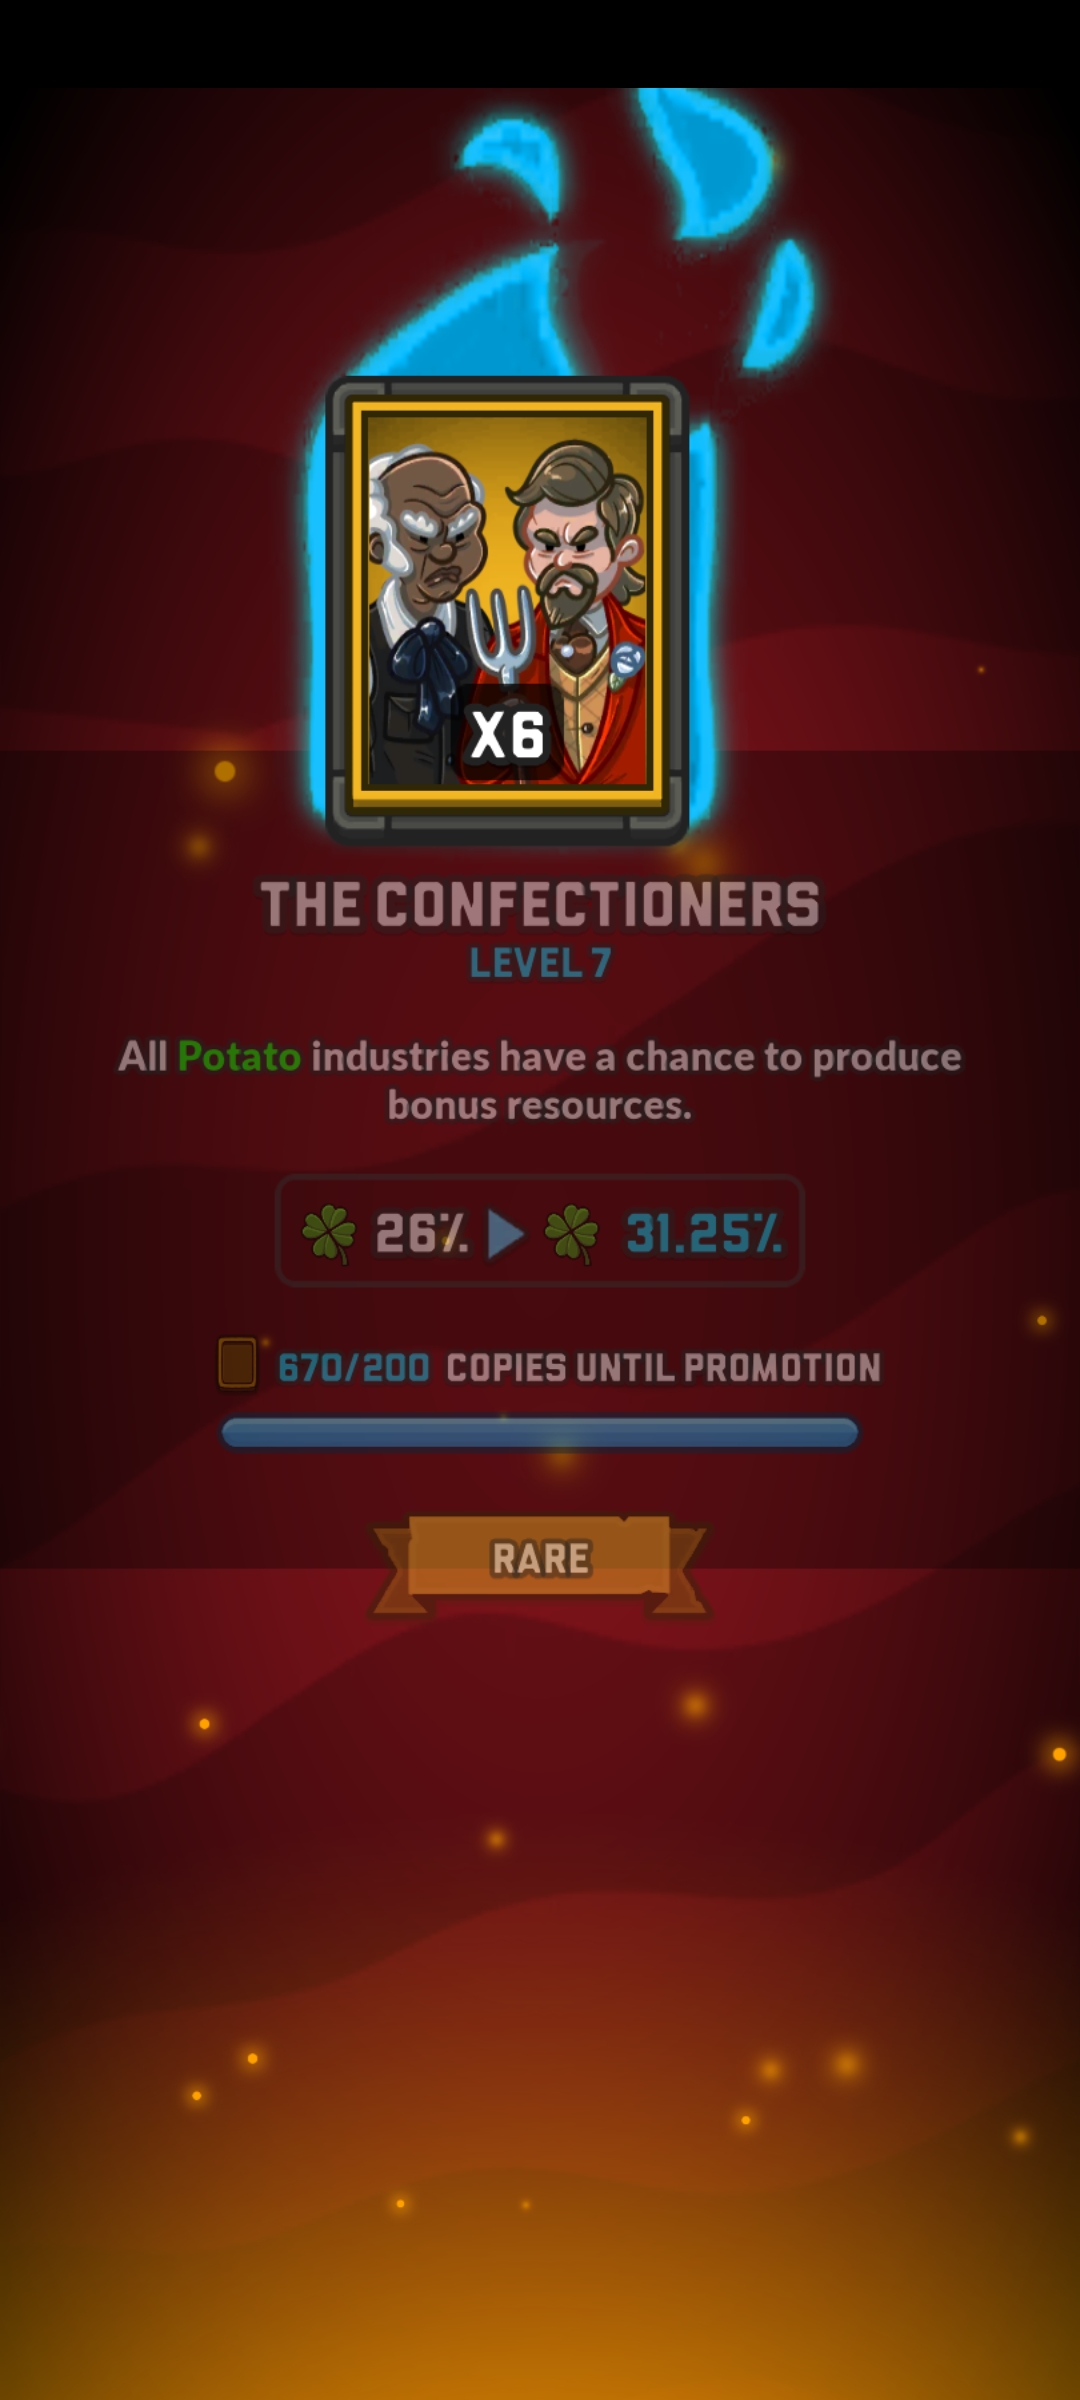 X6
THE CONFECTIONERS
LEVEL 7
All Potato industries have a chance to produce
bonus resources.
26% 31.25%
670/200 COPIES UNTIL PROMOTION
RARE